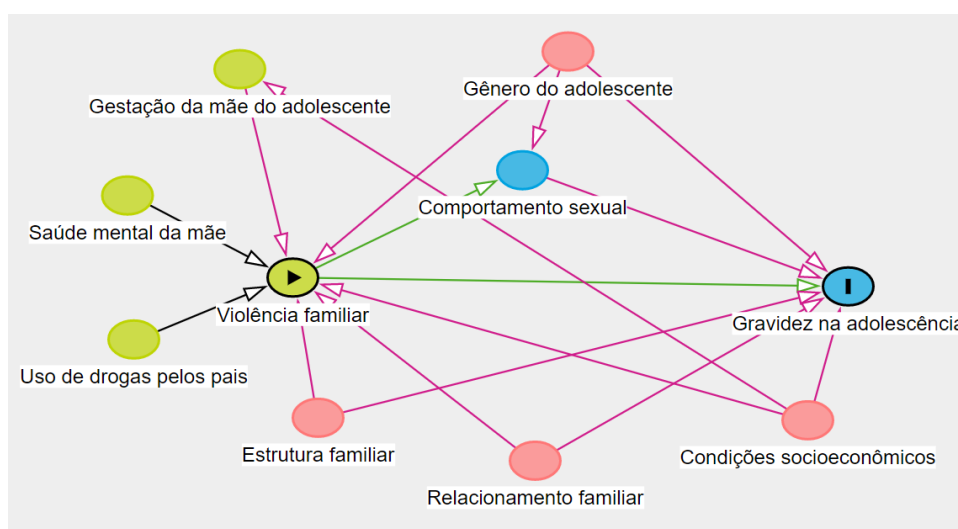 Gênero do adolescente
Gestação da mãe do adolescente
Comportamento sexual
Saúde mental da mãe
Violência familiar
Gravidez na adolescência
Uso de drogas pelos pais
Estrutura familiar
Condições socioeconômicos
Relacionamento familiar